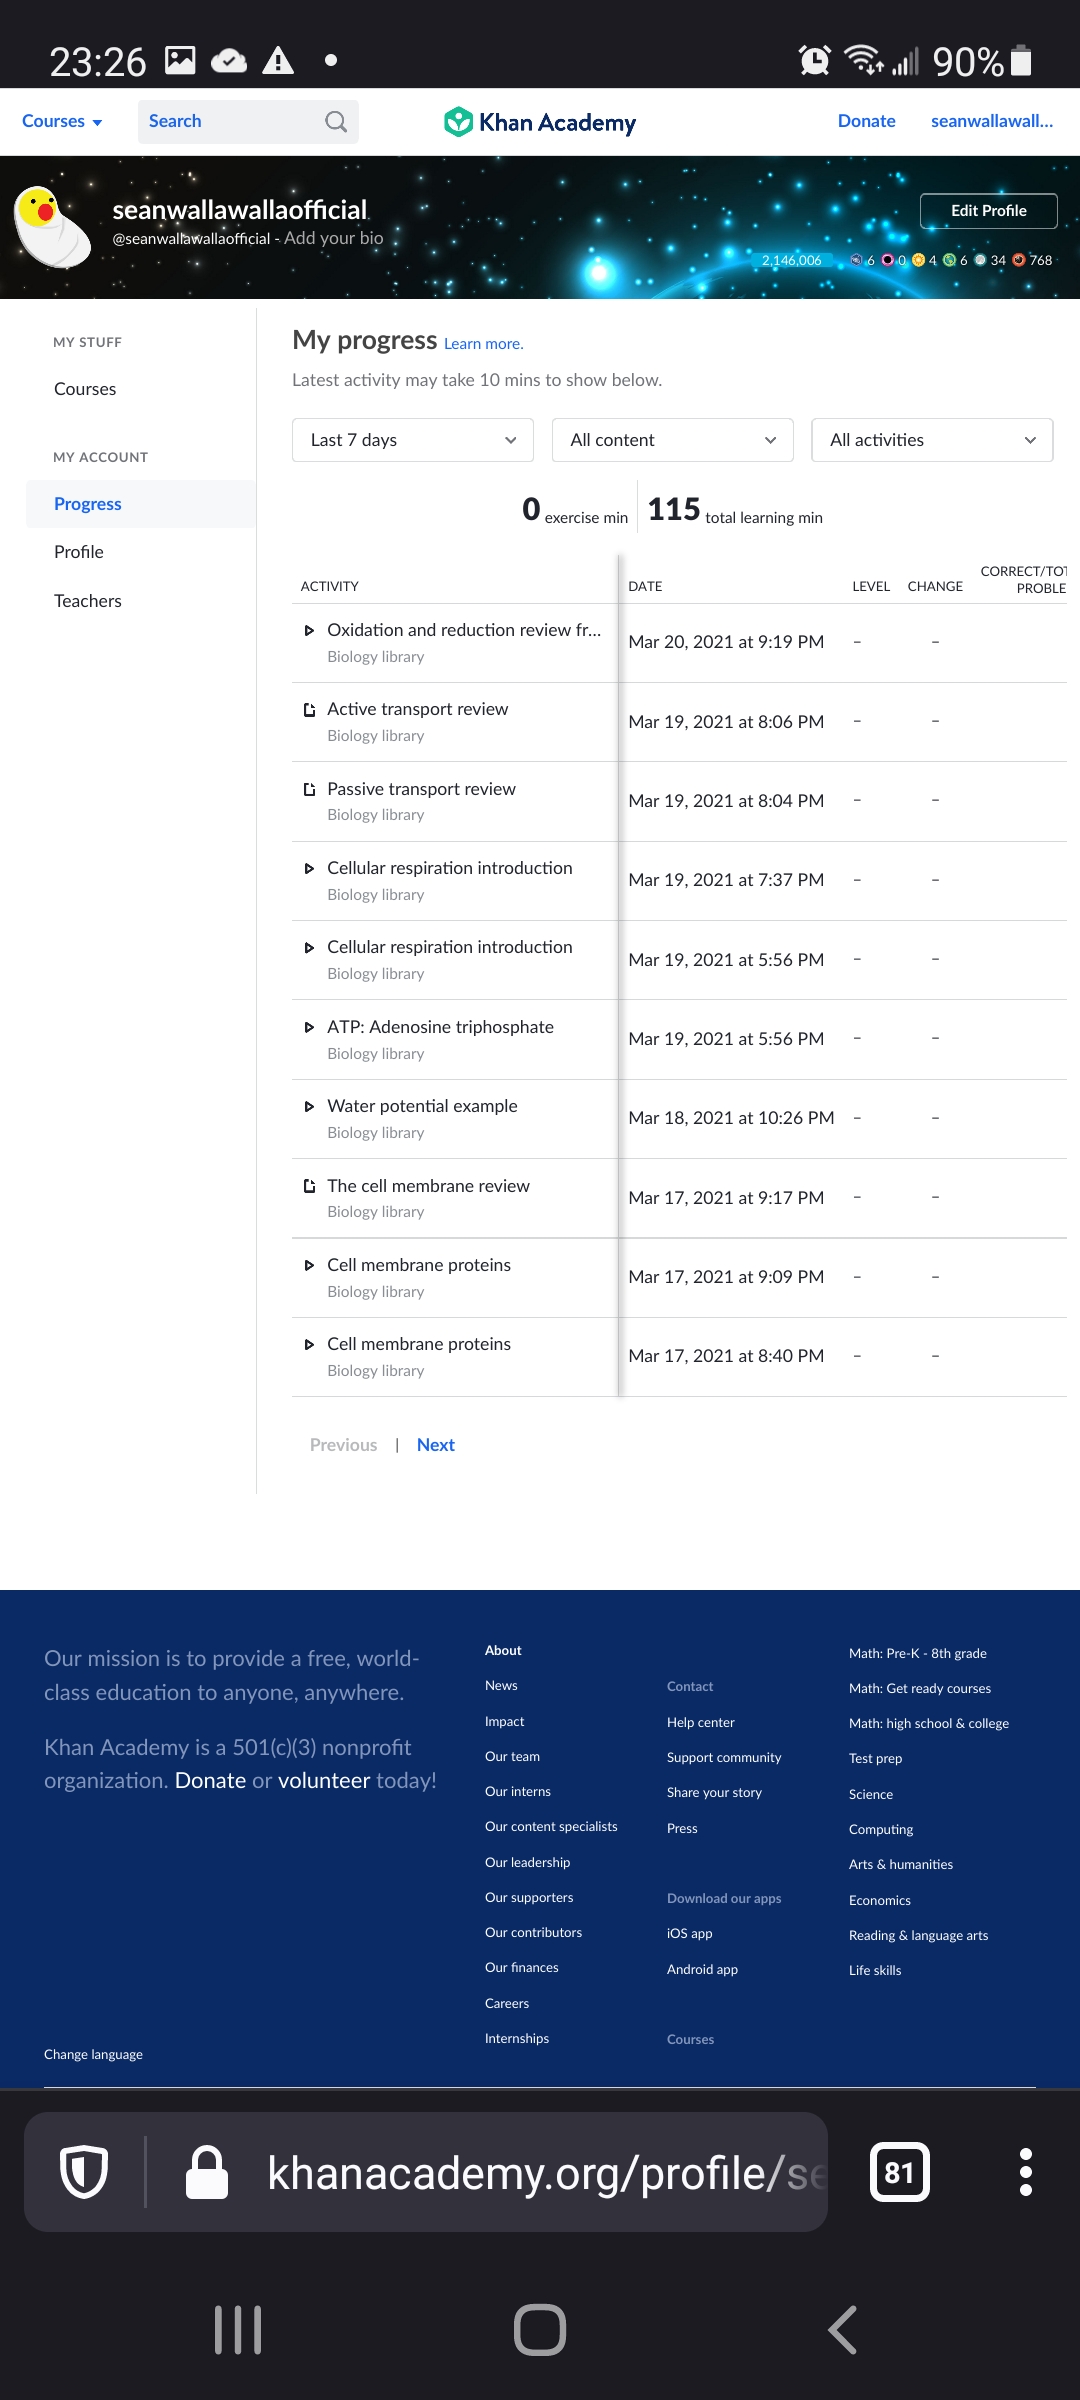 23:26 90%
Courses Search Khan Academy Donate seanwallawall...
seanwallawallaofficial
@seanwallawallaofficial - Add your bio
Edit Profile
2,146,006 6 0 4 6 34 768
MY STUFF
Courses
MY ACCOUNT
Progress
Profile
Teachers
My progress Learn more.
Latest activity may take 10 mins to show below.
Last 7 days All content All activities
0 exercise min 115 total learning min
ACTIVITY DATE LEVEL CHANGE CORRECT/TOT
PROBLE
Oxidation and reduction review fr...
Biology library
Mar 20, 2021 at 9:19 PM – –
Active transport review
Biology library
Mar 19, 2021 at 8:06 PM – –
Passive transport review
Biology library
Mar 19, 2021 at 8:04 PM – –
Cellular respiration introduction
Biology library
Mar 19, 2021 at 7:37 PM – –
Cellular respiration introduction
Biology library
Mar 19, 2021 at 5:56 PM – –
ATP: Adenosine triphosphate
Biology library
Mar 19, 2021 at 5:56 PM – –
Water potential example
Biology library
Mar 18, 2021 at 10:26 PM – –
The cell membrane review
Biology library
Mar 17, 2021 at 9:17 PM – –
Cell membrane proteins
Biology library
Mar 17, 2021 at 9:09 PM – –
Cell membrane proteins
Biology library
Mar 17, 2021 at 8:40 PM – –
Previous | Next
Our mission is to provide a free, world-
class education to anyone, anywhere.
Khan Academy is a 501(c)(3) nonprofit
organization. Donate or volunteer today!
Change language
About
News
Impact
Our team
Our interns
Our content specialists
Our leadership
Our supporters
Our contributors
Our finances
Careers
Internships
Contact
Help center
Support community
Share your story
Press
Download our apps
iOS app
Android app
Courses
Math: Pre-K - 8th grade
Math: Get ready courses
Math: high school & college
Test prep
Science
Computing
Arts & humanities
Economics
Reading & language arts
Life skills
khanacademy.org/profile/se
81